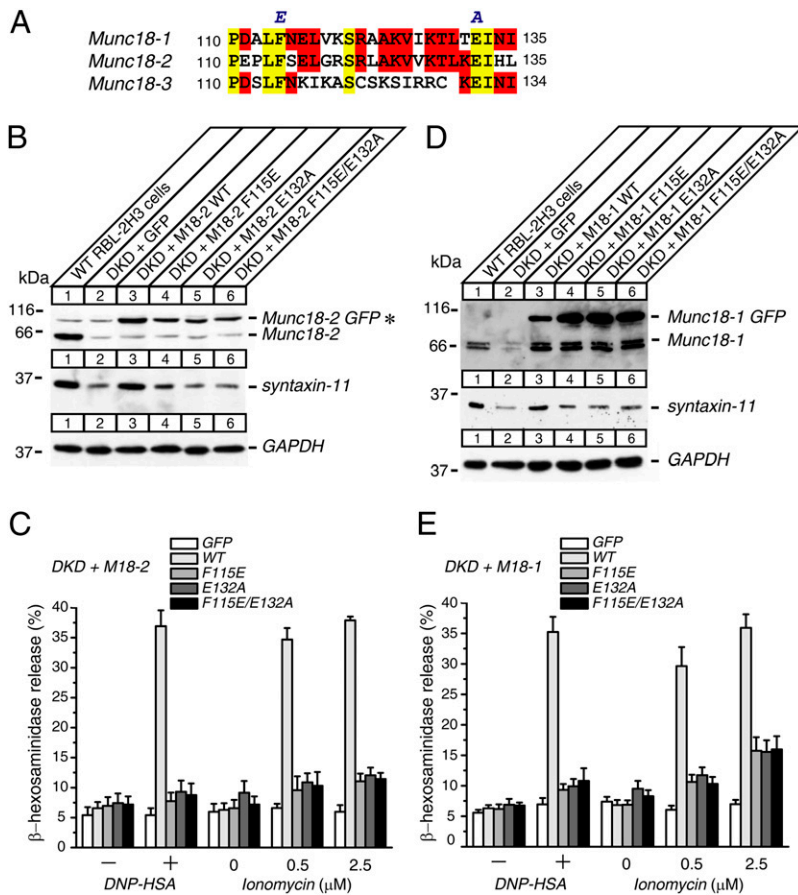 A
E A
Munc18-1 110 PDALFNELVKSRAAKVIKTLTEINI 135
Munc18-2 110 PEPLFSELGRSRLAKVVKTLKEIHL 135
Munc18-3 110 PDSLFNKIKASCSKSIRRC KEINI 134
B
WT RBL-2H3 cells
DKD + GFP
DKD + M18-2 WT
DKD + M18-2 F115E
DKD + M18-2 E132A
DKD + M18-2 F115E/E132A
kDa
1 2 3 4 5 6
116
Munc18-2 GFP *
66
Munc18-2
1 2 3 4 5 6
37
syntaxin-11
1 2 3 4 5 6
37
GAPDH
D
WT RBL-2H3 cells
DKD + GFP
DKD + M18-1 WT
DKD + M18-1 F115E
DKD + M18-1 E132A
DKD + M18-1 F115E/E132A
kDa
1 2 3 4 5 6
116
Munc18-1 GFP
66
Munc18-1
1 2 3 4 5 6
37
syntaxin-11
1 2 3 4 5 6
37
GAPDH
C
DKD + M18-2
GFP
WT
F115E
E132A
F115E/E132A
β-hexosaminidase release (%)
40
35
30
25
20
15
10
5
0
− + 0 0.5 2.5
DNP-HSA Ionomycin (μM)
E
DKD + M18-1
GFP
WT
F115E
E132A
F115E/E132A
β-hexosaminidase release (%)
40
35
30
25
20
15
10
5
0
− + 0 0.5 2.5
DNP-HSA Ionomycin (μM)